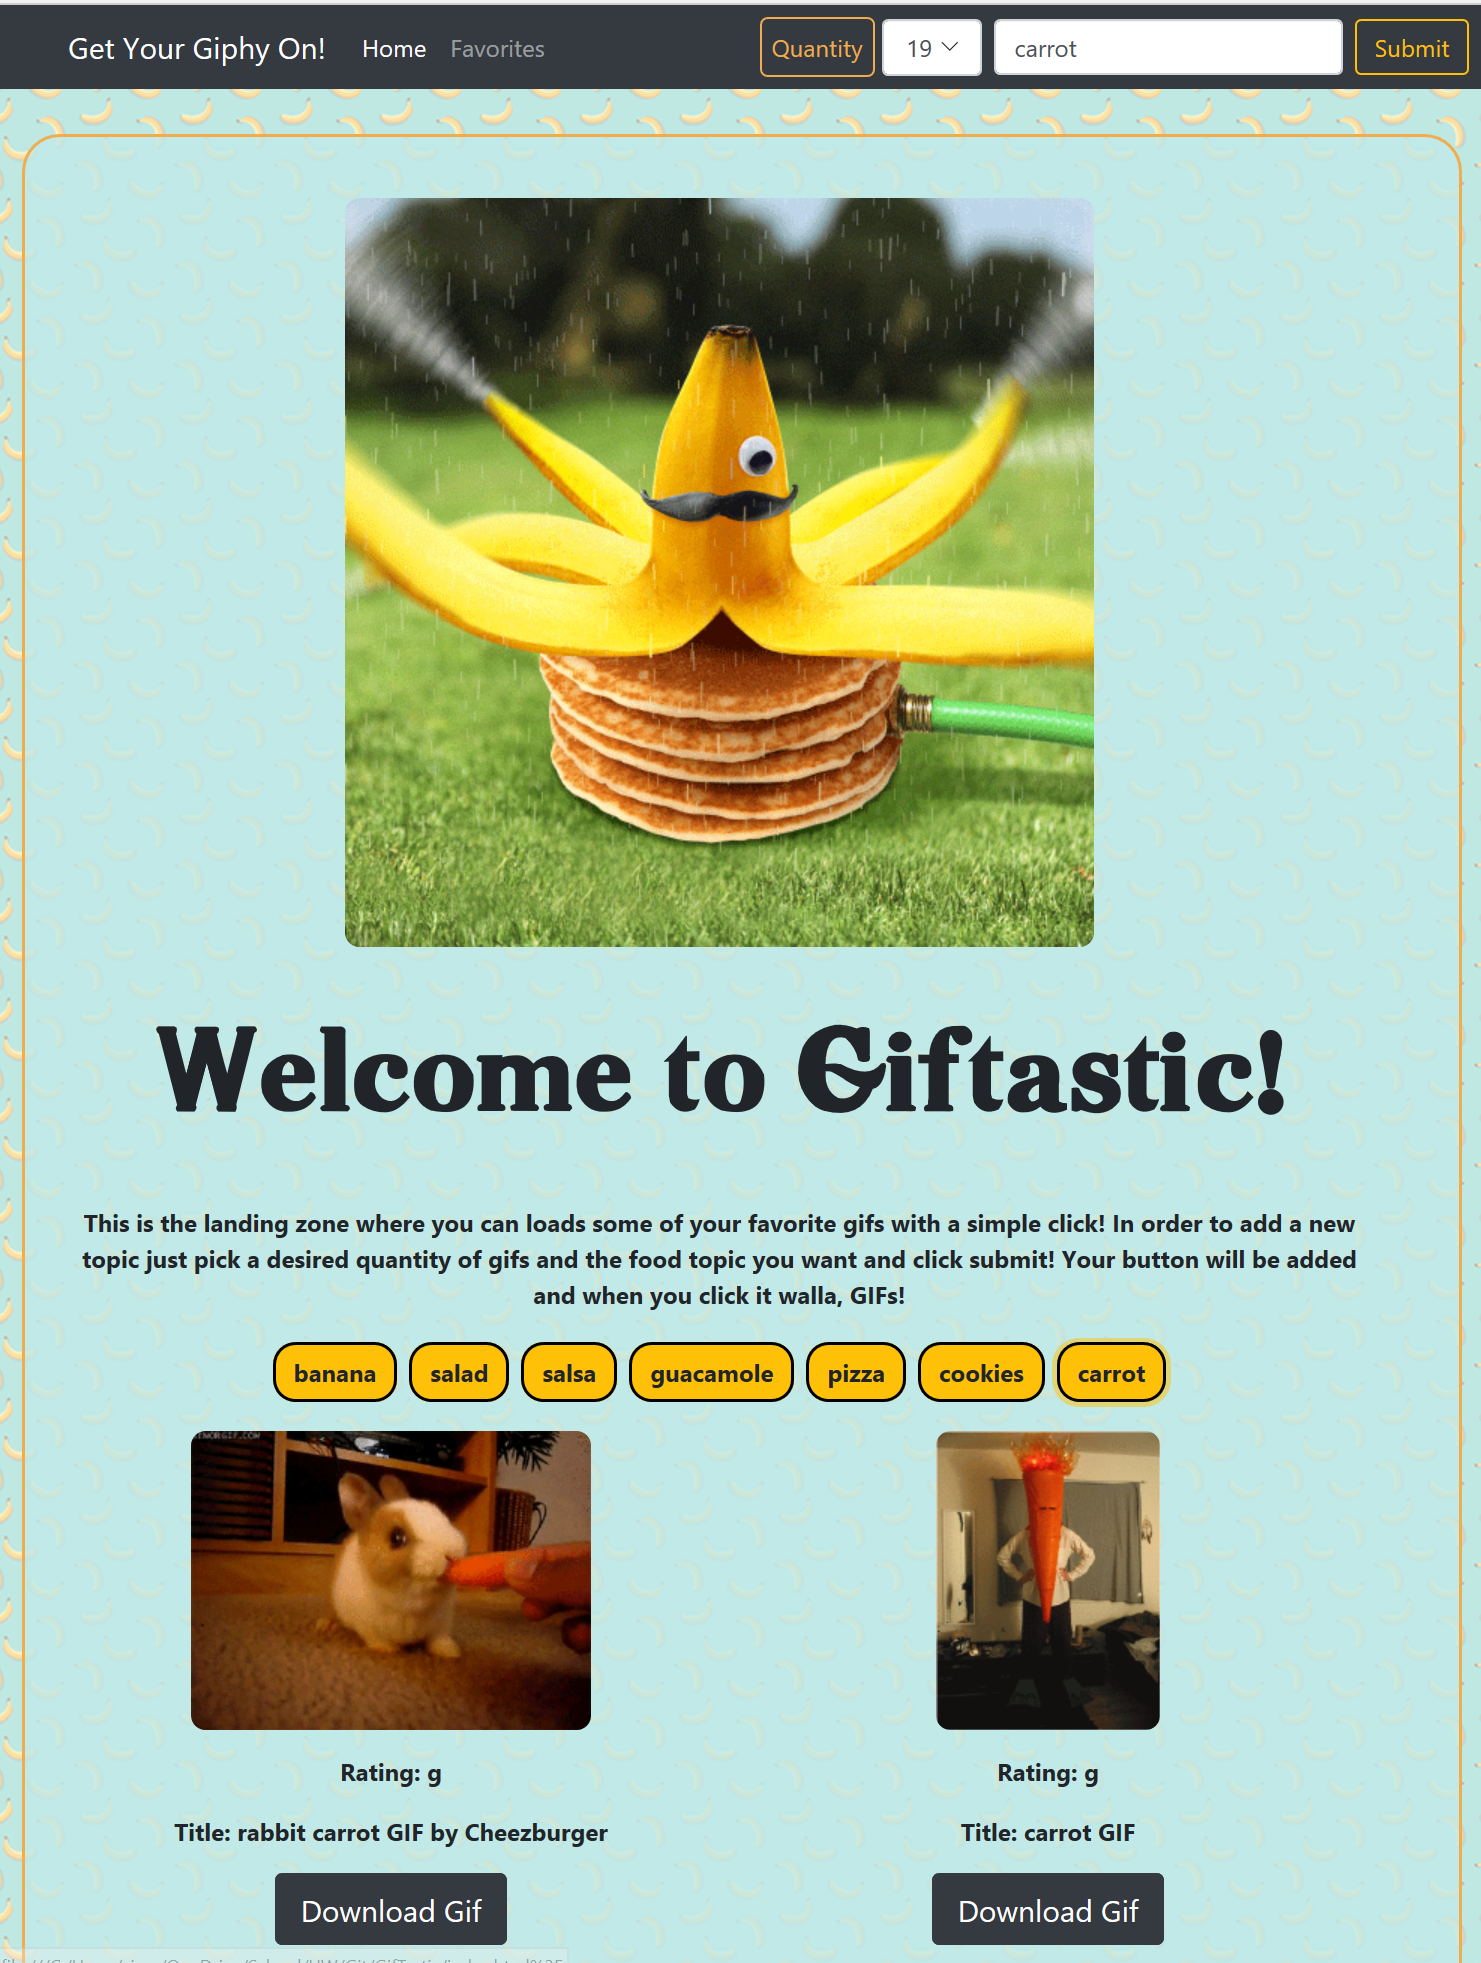 Get Your Giphy On! Home Favorites Quantity 19 carrot Submit
Welcome to Giftastic!
This is the landing zone where you can loads some of your favorite gifs with a simple click! In order to add a new
topic just pick a desired quantity of gifs and the food topic you want and click submit! Your button will be added
and when you click it walla, GIFs!
banana salad salsa guacamole pizza cookies carrot
Rating: g
Title: rabbit carrot GIF by Cheezburger
Download Gif
Rating: g
Title: carrot GIF
Download Gif